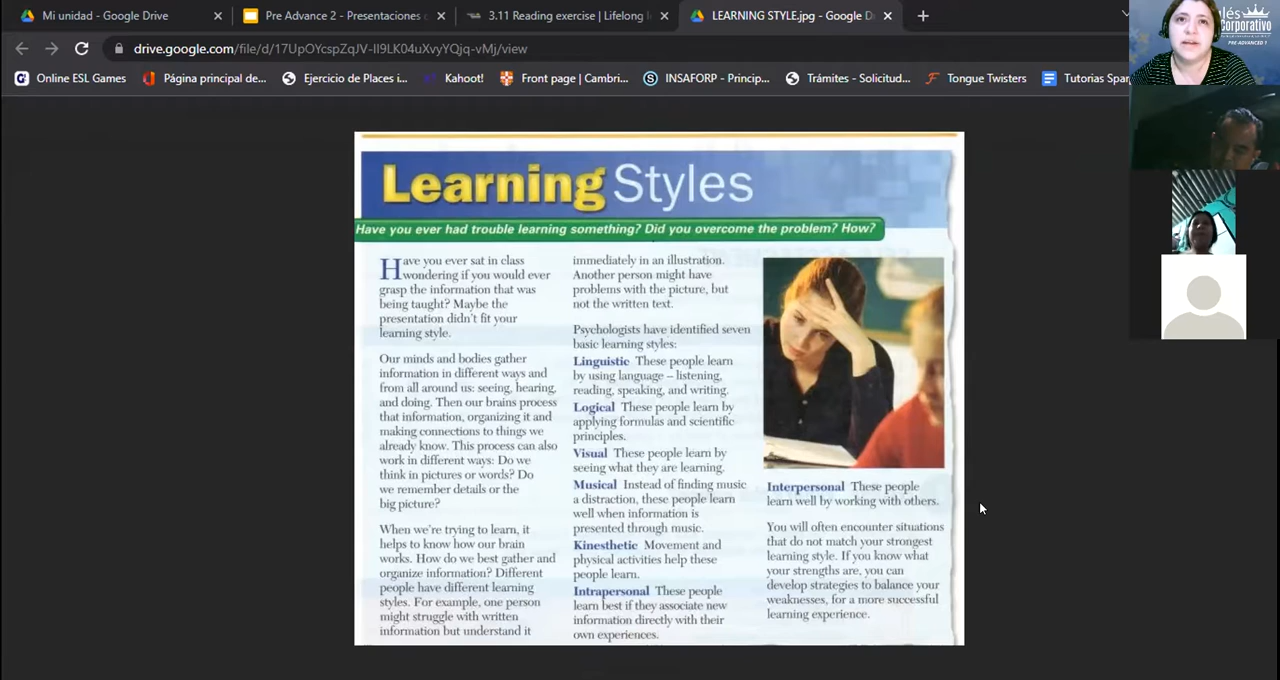 Mi unidad - Google Drive
Pre Advance 2 - Presentaciones
3.11 Reading exercise | Lifelong l
LEARNING STYLE.jpg - Google D
drive.google.com/file/d/17UpOYcspZqJV-II9LK04uXvyYQjq-vMj/view
Online ESL Games
Página principal de...
Ejercicio de Places i...
Kahoot!
Front page | Cambri...
INSAFORP - Princip...
Trámites - Solicitud...
Tongue Twisters
Tutorias Spar
glés
Corporativo
PRE ADVANCED 1
Learning Styles
Have you ever had trouble learning something? Did you overcome the problem? How?
Have you ever sat in class
wondering if you would ever
grasp the information that was
being taught? Maybe the
presentation didn't fit your
learning style.
Our minds and bodies gather
information in different ways and
from all around us: seeing, hearing,
and doing. Then our brains process
that information, organizing it and
making connections to things we
already know. This process can also
work in different ways: Do we
think in pictures or words? Do
we remember details or the
big picture?
When we're trying to learn, it
helps to know how our brain
works. How do we best gather and
organize information? Different
people have different learning
styles. For example, one person
might struggle with written
information but understand it
immediately in an illustration.
Another person might have
problems with the picture, but
not the written text.
Psychologists have identified seven
basic learning styles:
Linguistic These people learn
by using language – listening,
reading, speaking, and writing.
Logical These people learn by
applying formulas and scientific
principles.
Visual These people learn by
seeing what they are learning.
Musical Instead of finding music
a distraction, these people learn
well when information is
presented through music.
Kinesthetic Movement and
physical activities help these
people learn.
Intrapersonal These people
learn best if they associate new
information directly with their
own experiences.
Interpersonal These people
learn well by working with others.
You will often encounter situations
that do not match your strongest
learning style. If you know what
your strengths are, you can
develop strategies to balance your
weaknesses, for a more successful
learning experience.